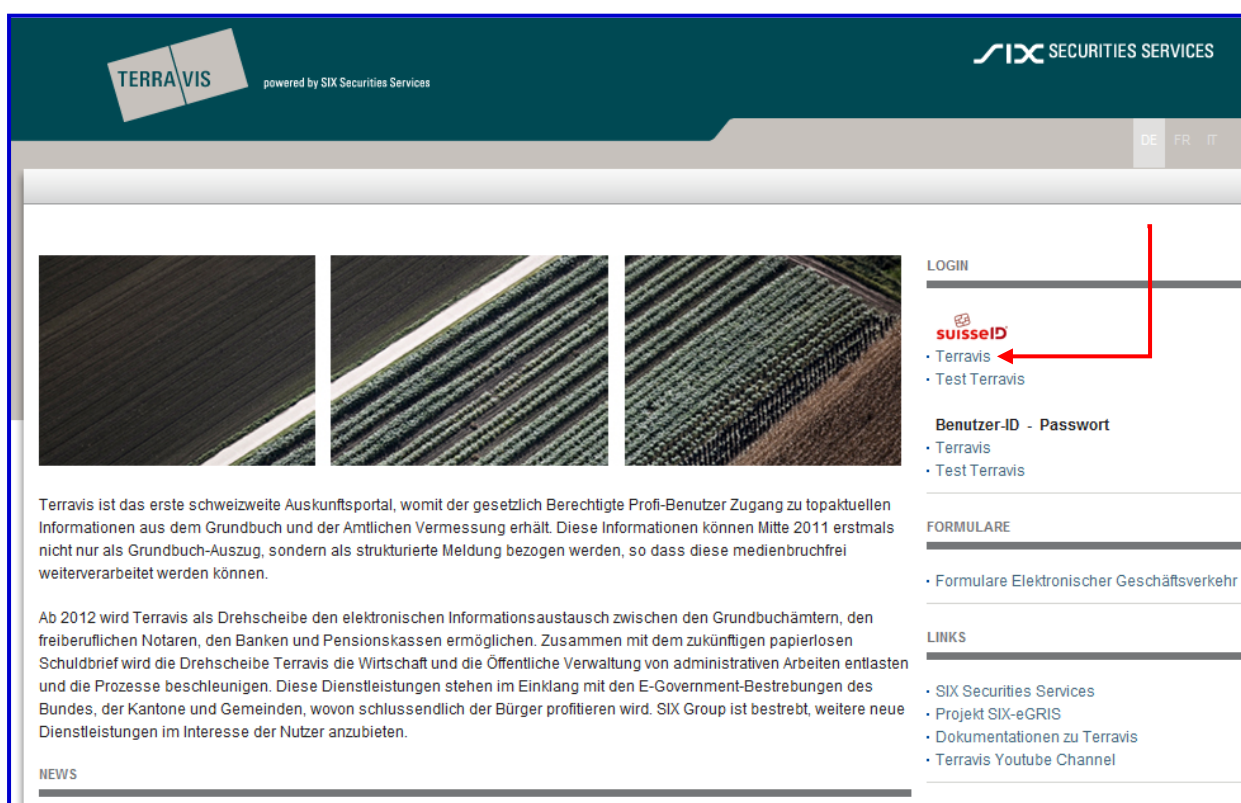 TERRAVIS
powered by SIX Securities Services
SIX SECURITIES SERVICES
DE FR IT
Terravis ist das erste schweizweite Auskunftsportal, womit der gesetzlich Berechtigte Profi-Benutzer Zugang zu topaktuellen
Informationen aus dem Grundbuch und der Amtlichen Vermessung erhält. Diese Informationen können Mitte 2011 erstmals
nicht nur als Grundbuch-Auszug, sondern als strukturierte Meldung bezogen werden, so dass diese medienbruchfrei
weiterverarbeitet werden können.
Ab 2012 wird Terravis als Drehscheibe den elektronischen Informationsaustausch zwischen den Grundbuchämtern, den
freiberuflichen Notaren, den Banken und Pensionskassen ermöglichen. Zusammen mit dem zukünftigen papierlosen
Schuldbrief wird die Drehscheibe Terravis die Wirtschaft und die Öffentliche Verwaltung von administrativen Arbeiten entlasten
und die Prozesse beschleunigen. Diese Dienstleistungen stehen im Einklang mit den E-Government-Bestrebungen des
Bundes, der Kantone und Gemeinden, wovon schlussendlich der Bürger profitieren wird. SIX Group ist bestrebt, weitere neue
Dienstleistungen im Interesse der Nutzer anzubieten.
NEWS
LOGIN
suisseID
· Terravis
· Test Terravis
Benutzer-ID - Passwort
· Terravis
· Test Terravis
FORMULARE
· Formulare Elektronischer Geschäftsverkehr
LINKS
· SIX Securities Services
· Projekt SIX-eGRIS
· Dokumentationen zu Terravis
· Terravis Youtube Channel